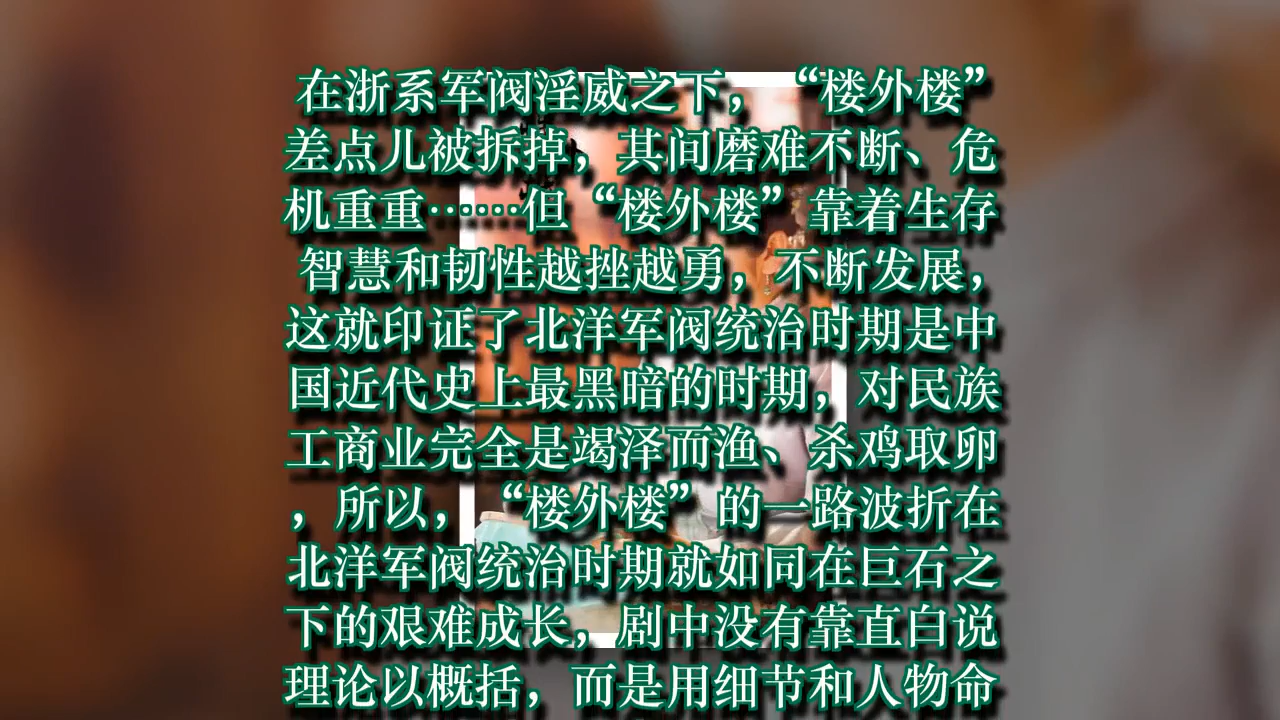 在浙系军阀淫威之下，“楼外楼”
差点儿被拆掉，其间磨难不断、危
机重重……但“楼外楼”靠着生存
智慧和韧性越挫越勇，不断发展，
这就印证了北洋军阀统治时期是中
国近代史上最黑暗的时期，对民族
工商业完全是竭泽而渔、杀鸡取卵
，所以，“楼外楼”的一路波折在
北洋军阀统治时期就如同在巨石之
下的艰难成长，剧中没有靠直白说
理论以概括，而是用细节和人物命